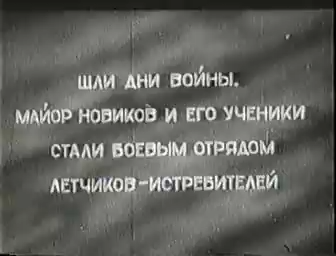 ШЛИ ДНИ ВОЙНЫ.
МАЙОР НОВИКОВ И ЕГО УЧЕНИКИ
СТАЛИ БОЕВЫМ ОТРЯДОМ
ЛЕТЧИКОВ-ИСТРЕБИТЕЛЕЙ